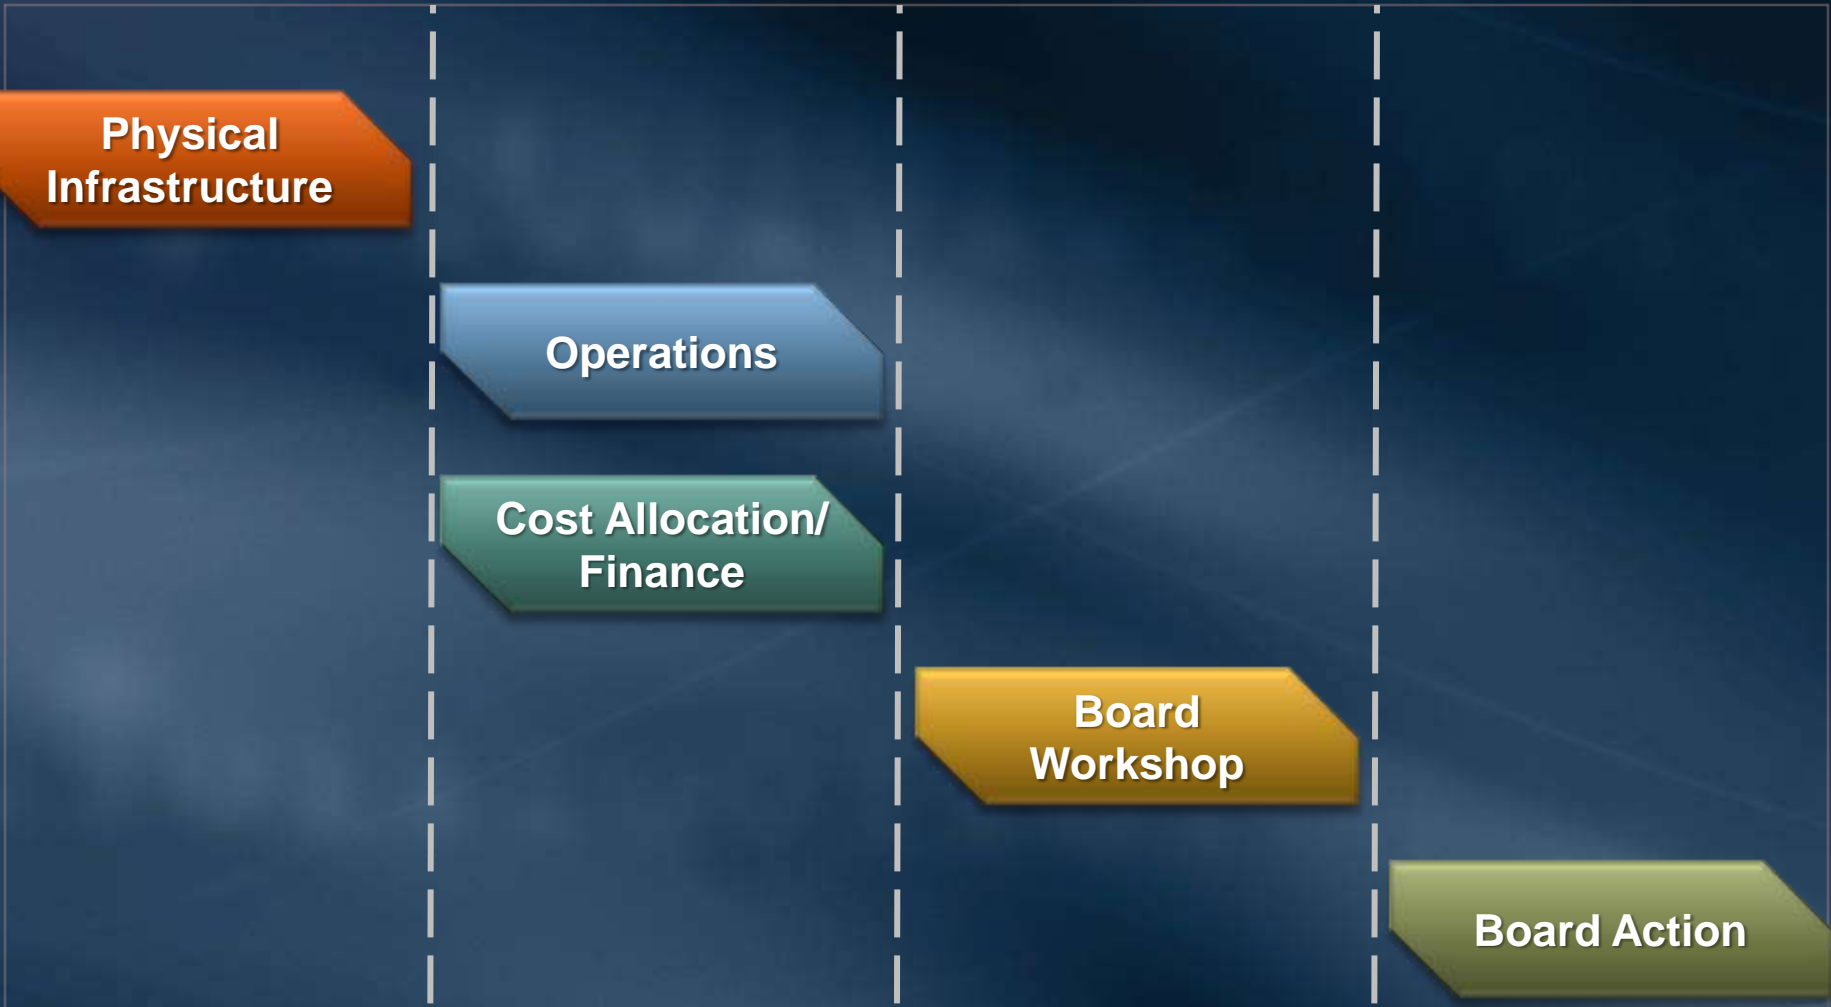 Physical
Infrastructure
Operations
Cost Allocation/
Finance
Board
Workshop
Board Action